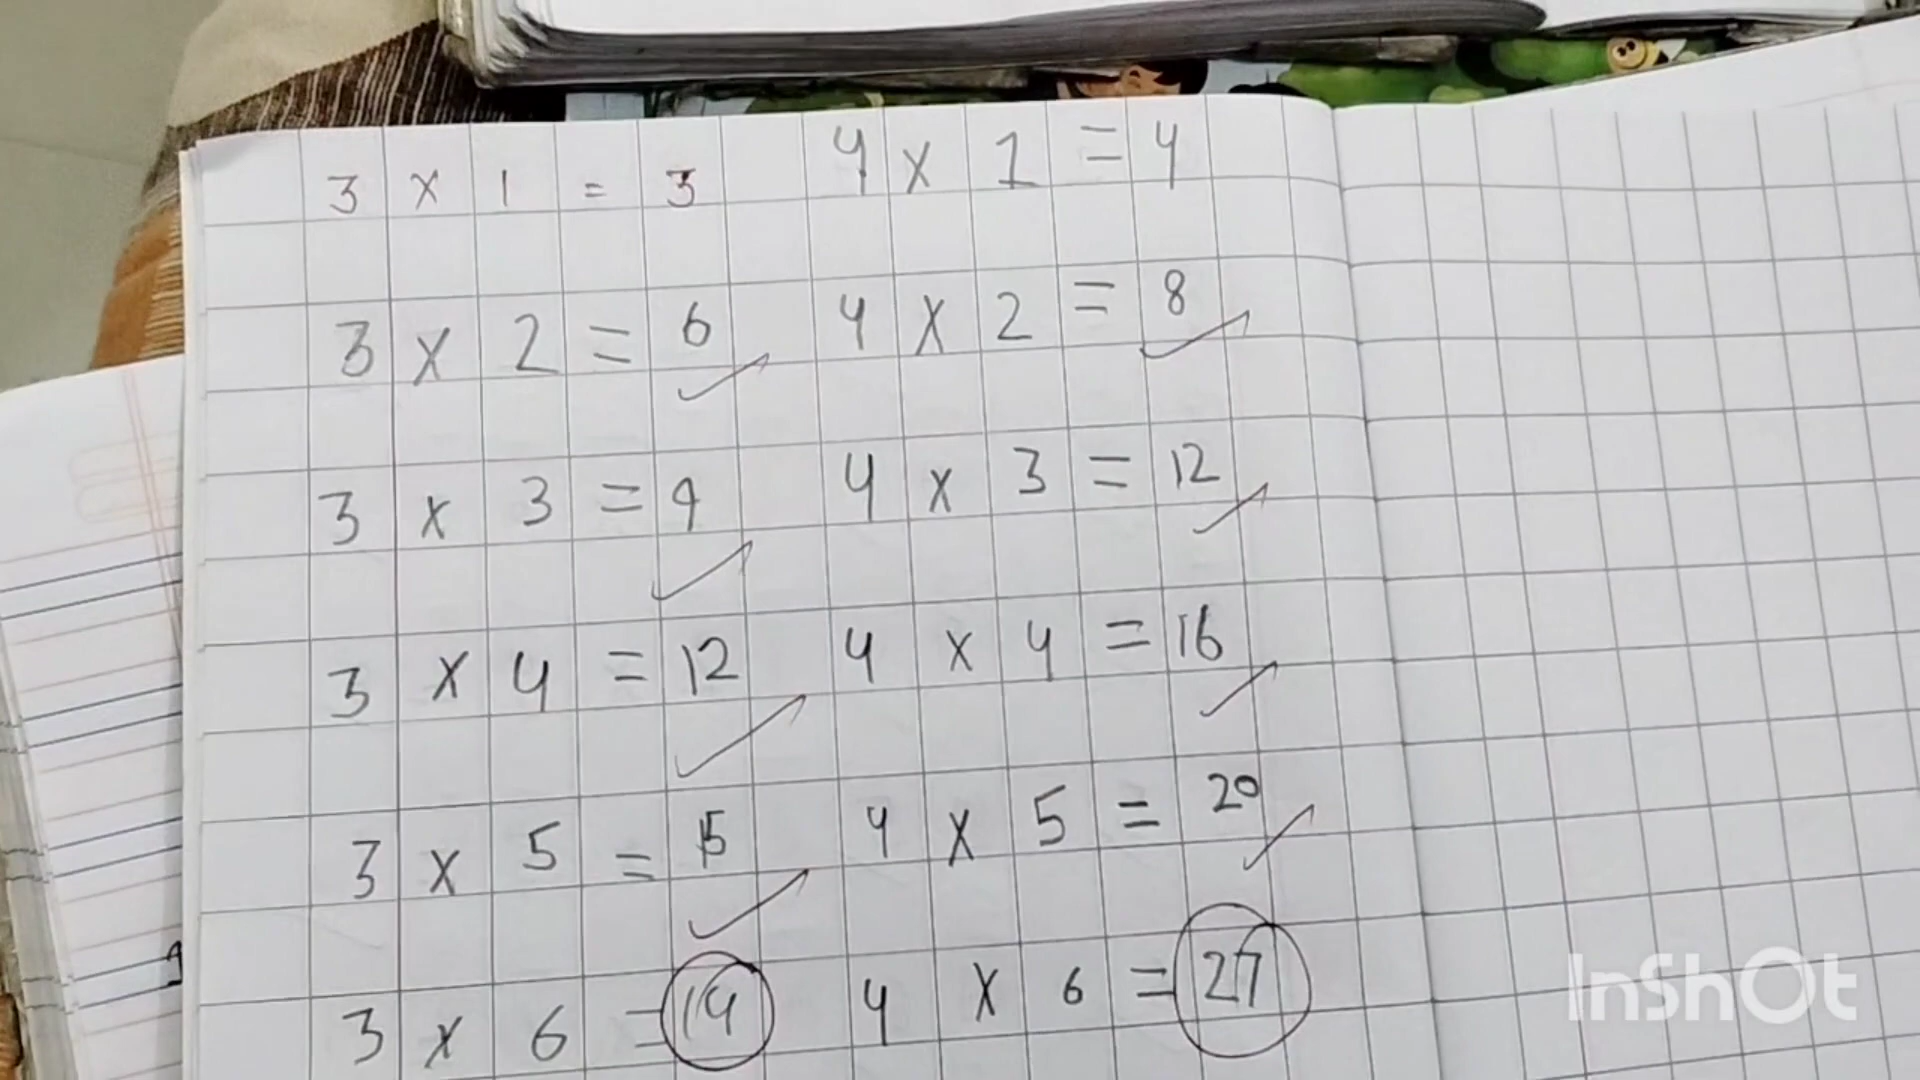 3 x 1 = 3 4 x 1 = 4
3 x 2 = 6 4 x 2 = 8
3 x 3 = 9 4 x 3 = 12
3 x 4 = 12 4 x 4 = 16
3 x 5 = 15 4 x 5 = 20
3 x 6 = 19 4 x 6 = 27
InShOt